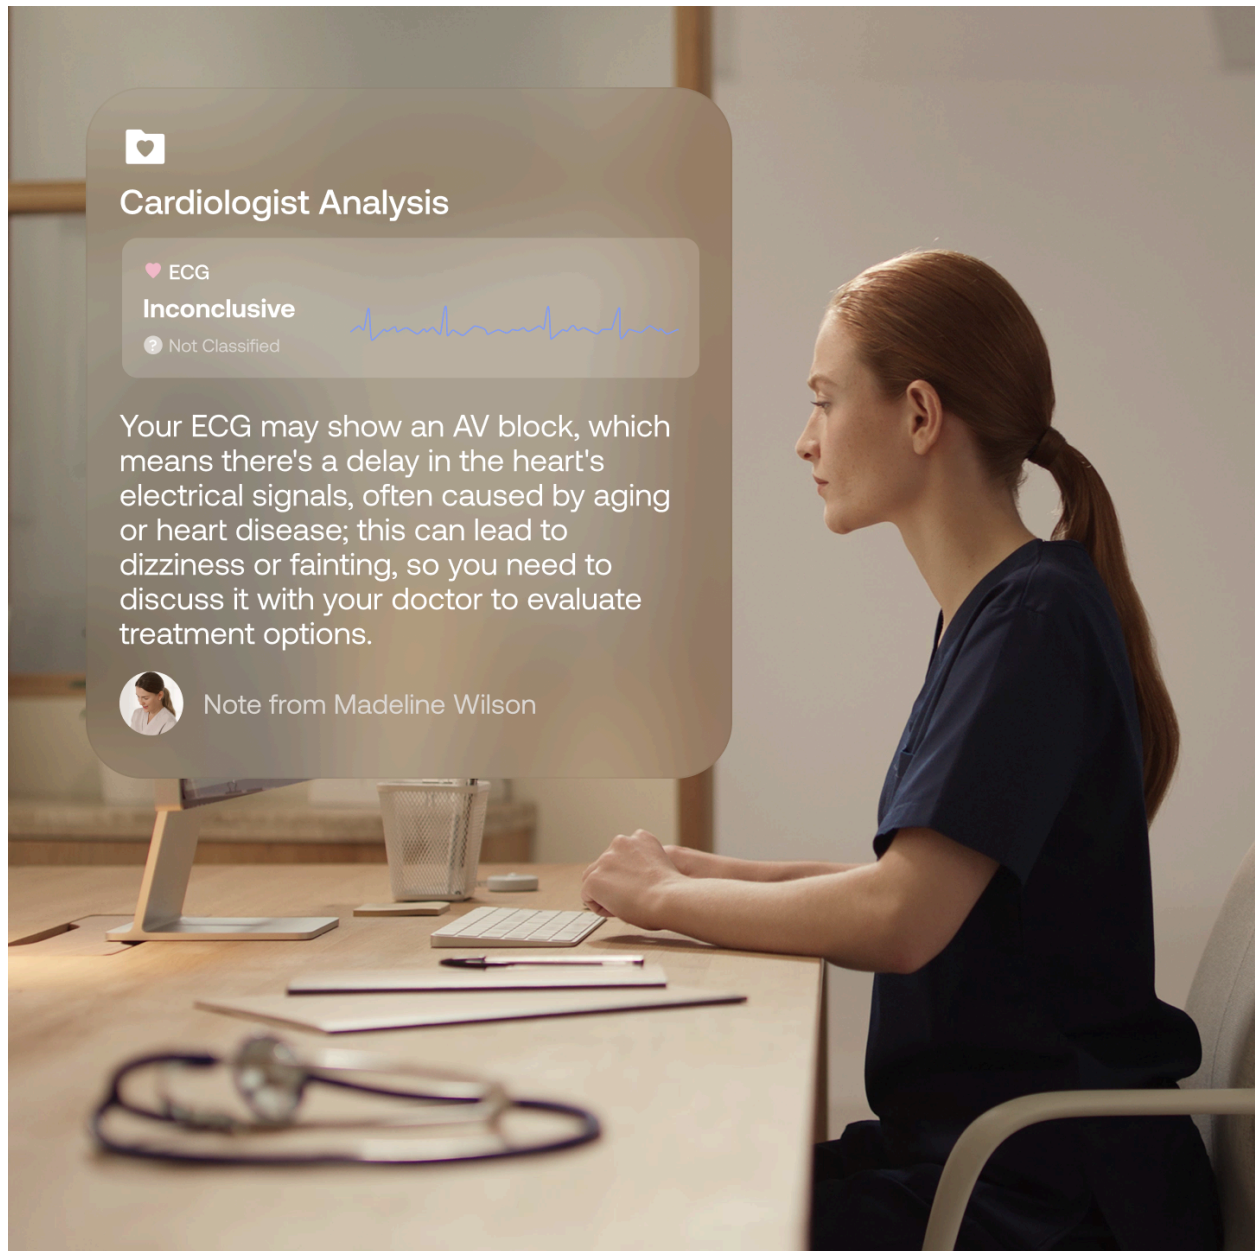 Cardiologist Analysis
ECG
Inconclusive
? Not Classified
Your ECG may show an AV block, which
means there's a delay in the heart's
electrical signals, often caused by aging
or heart disease; this can lead to
dizziness or fainting, so you need to
discuss it with your doctor to evaluate
treatment options.
Note from Madeline Wilson